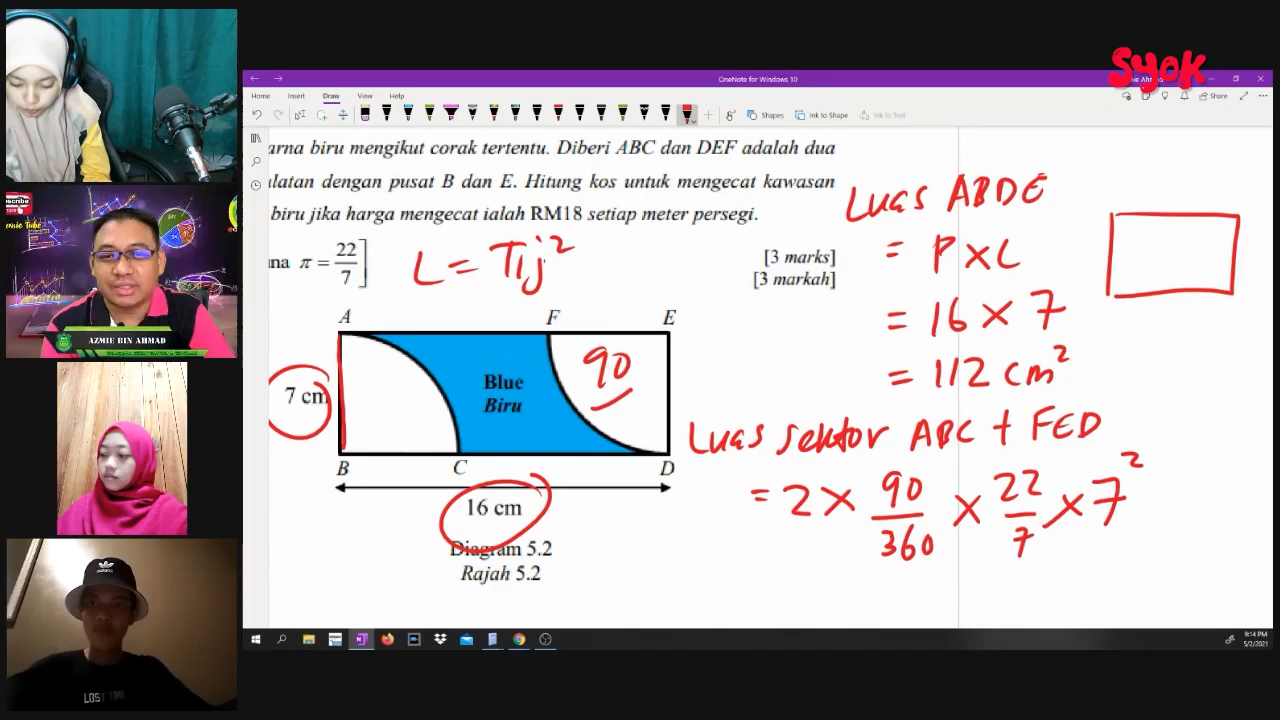 SYOK
OneNote for Windows 10
Home Insert Draw View Help
Shapes Ink to Shape Ink to Text
Share
arna biru mengikut corak tertentu. Diberi ABC dan DEF adalah dua
latan dengan pusat B dan E. Hitung kos untuk mengecat kawasan
biru jika harga mengecat ialah RM18 setiap meter persegi.
na π = 22/7]
[3 marks]
[3 markah]
L = πj²
A F E
7 cm
Blue
Biru
90
B C D
16 cm
Diagram 5.2
Rajah 5.2
Luas ABDE
= P x L
= 16 x 7
= 112 cm²
Luas sektor ABC + FED
= 2 x 90/360 x 22/7 x 7²
AZMIE BIN AHMAD
LOST TIME
9:14 PM
5/2/2021